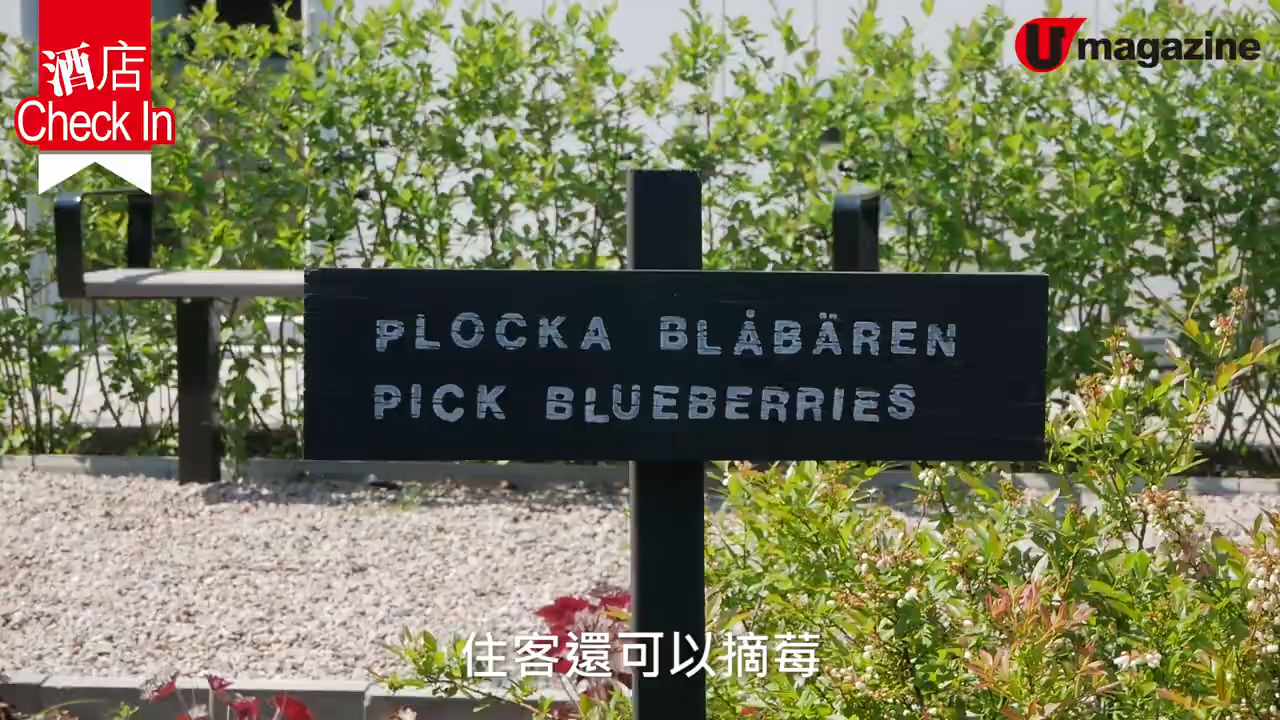 酒店
Check In
U magazine
PLOCKA BLÅBÄREN
PICK BLUEBERRIES
住客還可以摘莓